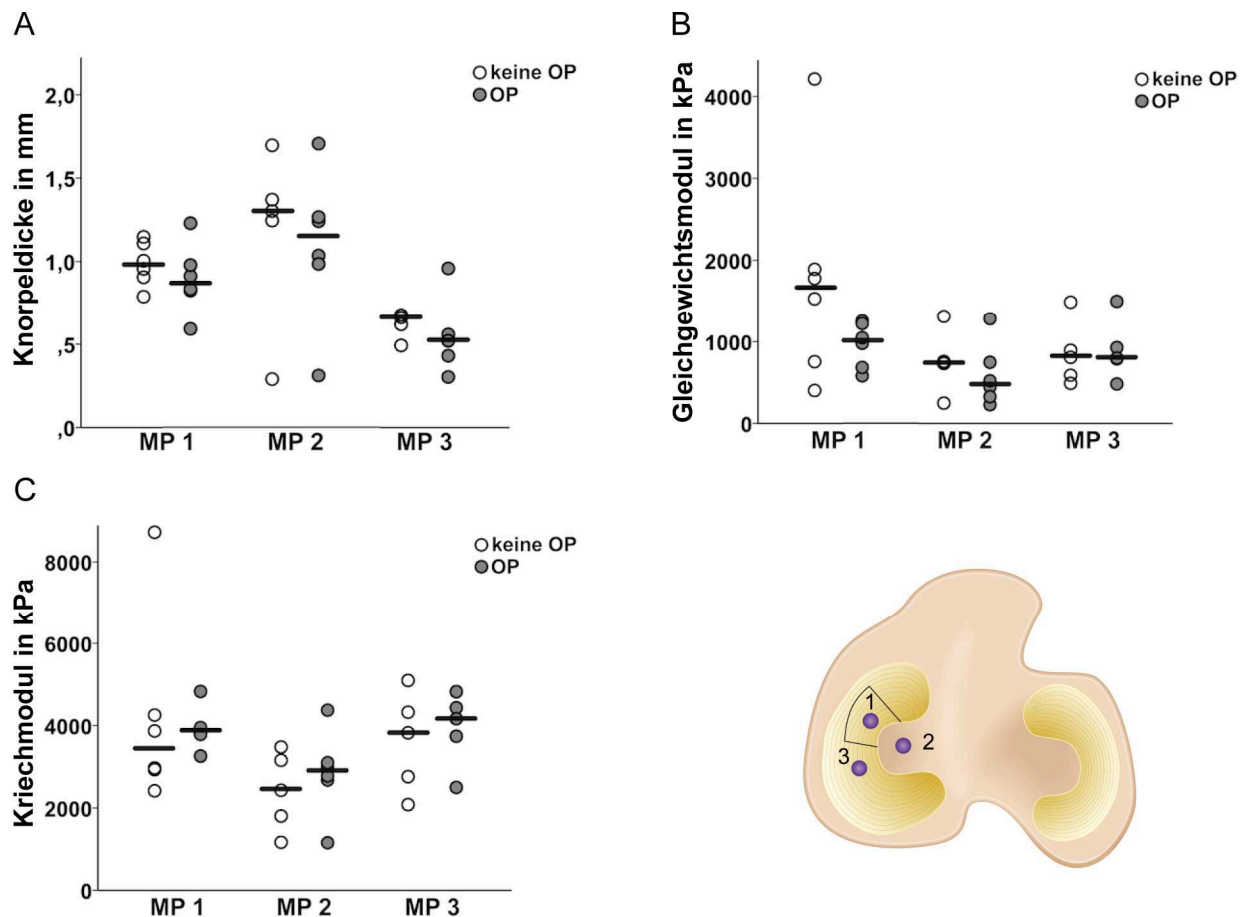 A
Knorpeldicke in mm
2,0
1,5
1,0
,5
,0
MP 1
MP 2
MP 3
keine OP
OP
B
Gleichgewichtsmodul in kPa
4000
3000
2000
1000
0
MP 1
MP 2
MP 3
keine OP
OP
C
Kriechmodul in kPa
8000
6000
4000
2000
0
MP 1
MP 2
MP 3
keine OP
OP
1
2
3